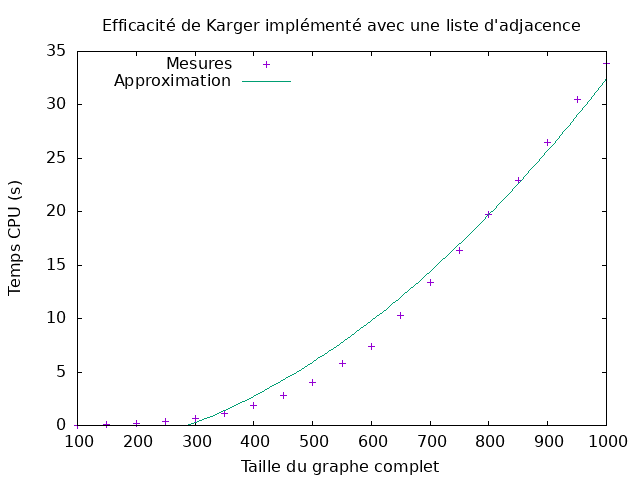 Efficacité de Karger implémenté avec une liste d'adjacence
Mesures
Approximation
35
30
25
20
15
10
5
0
Temps CPU (s)
100 200 300 400 500 600 700 800 900 1000
Taille du graphe complet